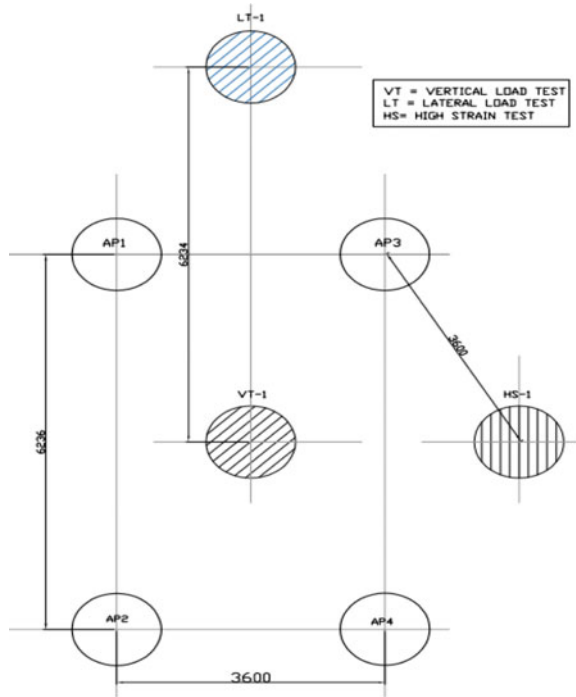 LT-1
VT = VERTICAL LOAD TEST
LT = LATERAL LOAD TEST
HS= HIGH STRAIN TEST
AP1
AP3
6234
3600
VT-1
HS-1
6236
AP2
AP4
3600